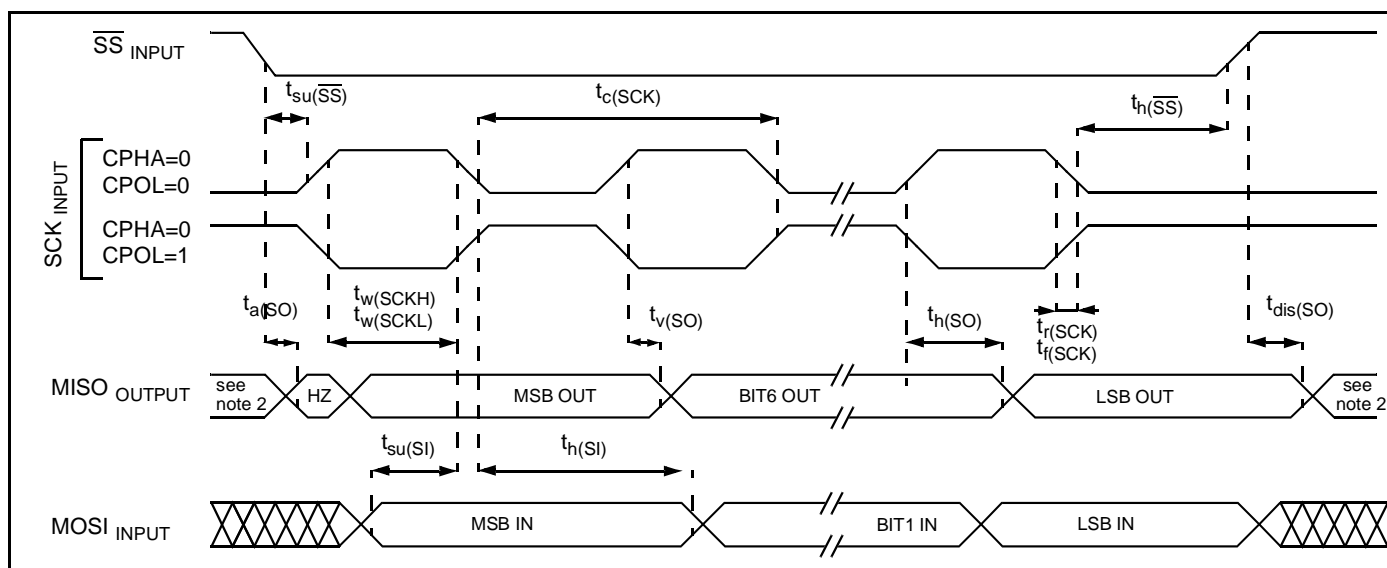 SS INPUT
tsu(SS)
tc(SCK)
th(SS)
SCK INPUT
CPHA=0
CPOL=0
CPHA=0
CPOL=1
ta(SO)
tw(SCKH)
tw(SCKL)
tv(SO)
th(SO)
tr(SCK)
tf(SCK)
tdis(SO)
MISO OUTPUT
see note 2
HZ
MSB OUT
BIT6 OUT
LSB OUT
see note 2
tsu(SI)
th(SI)
MOSI INPUT
MSB IN
BIT1 IN
LSB IN